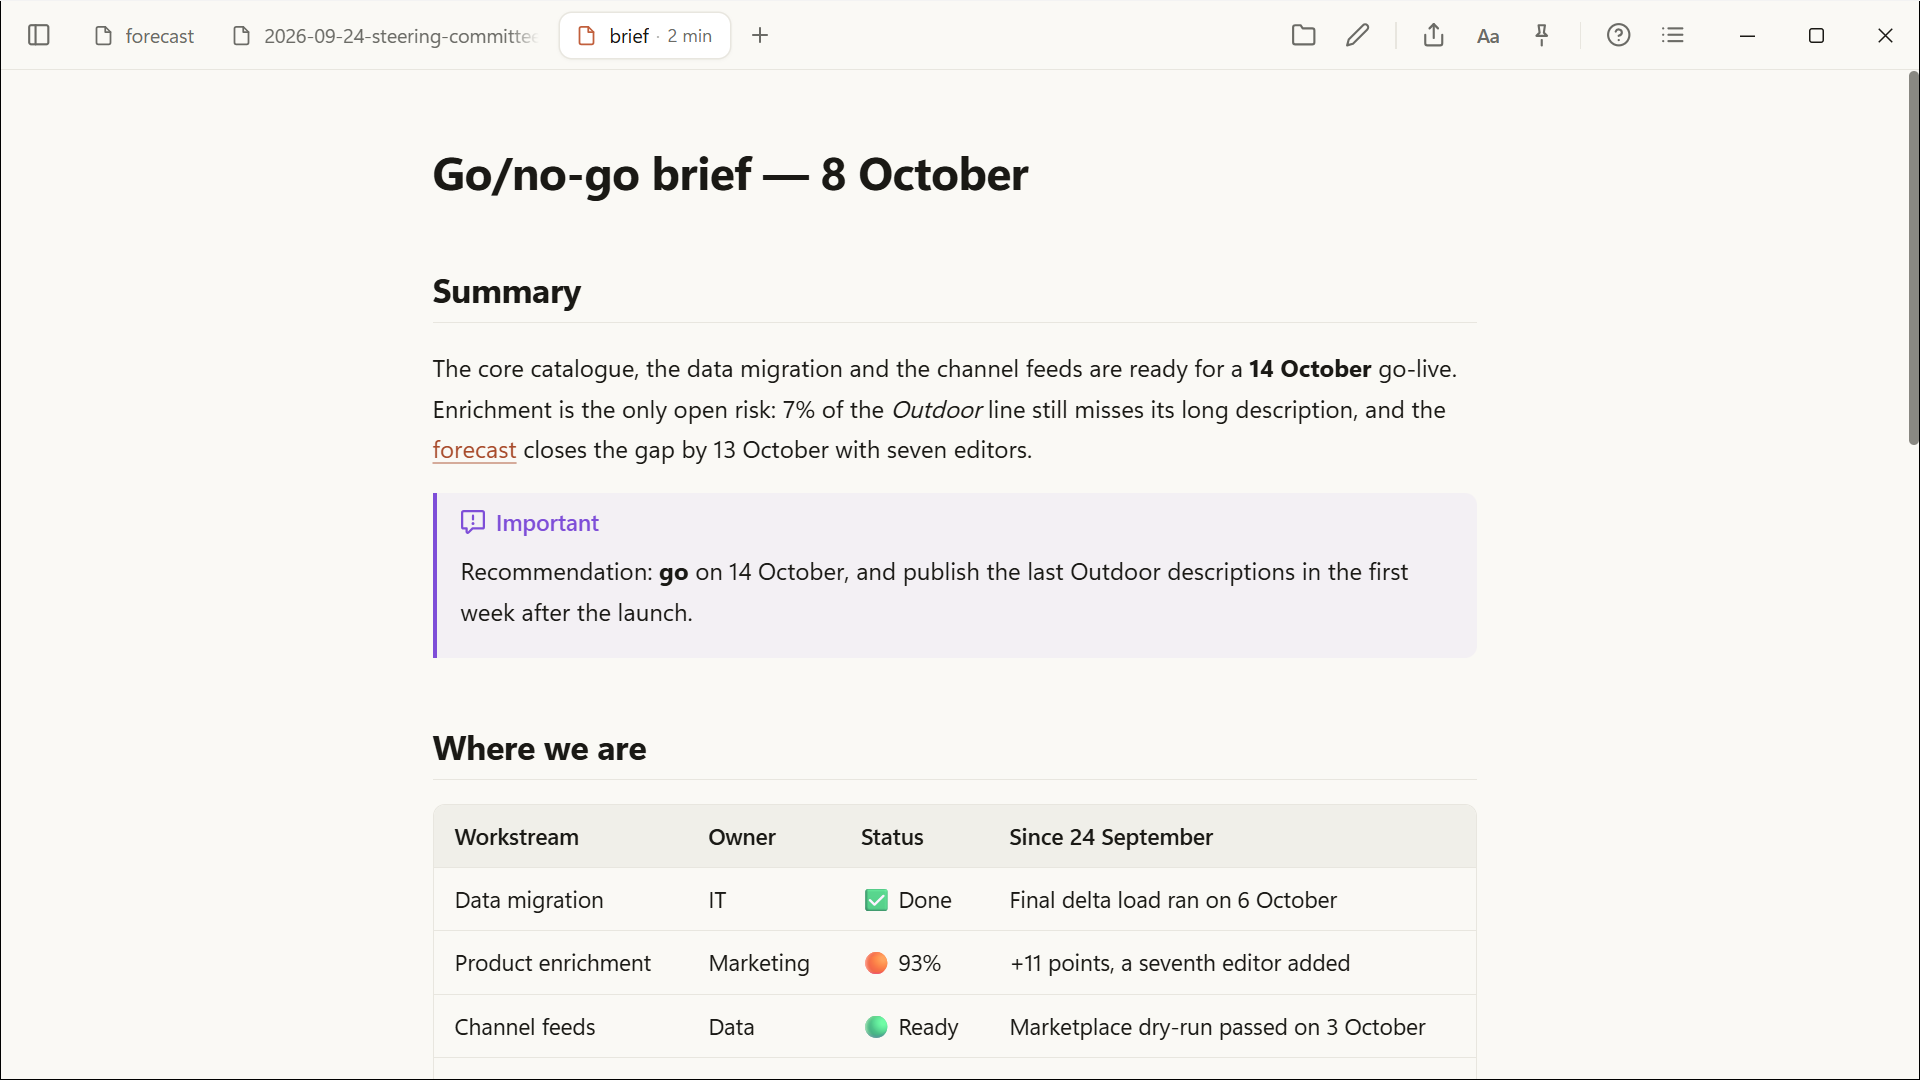 forecast
2026-09-24-steering-committee
brief · 2 min
Aa
Go/no-go brief — 8 October
Summary
The core catalogue, the data migration and the channel feeds are ready for a 14 October go-live.
Enrichment is the only open risk: 7% of the Outdoor line still misses its long description, and the
forecast closes the gap by 13 October with seven editors.
Important
Recommendation: go on 14 October, and publish the last Outdoor descriptions in the first
week after the launch.
Where we are
Workstream Owner Status Since 24 September
Data migration IT Done Final delta load ran on 6 October
Product enrichment Marketing 93% +11 points, a seventh editor added
Channel feeds Data Ready Marketplace dry-run passed on 3 October